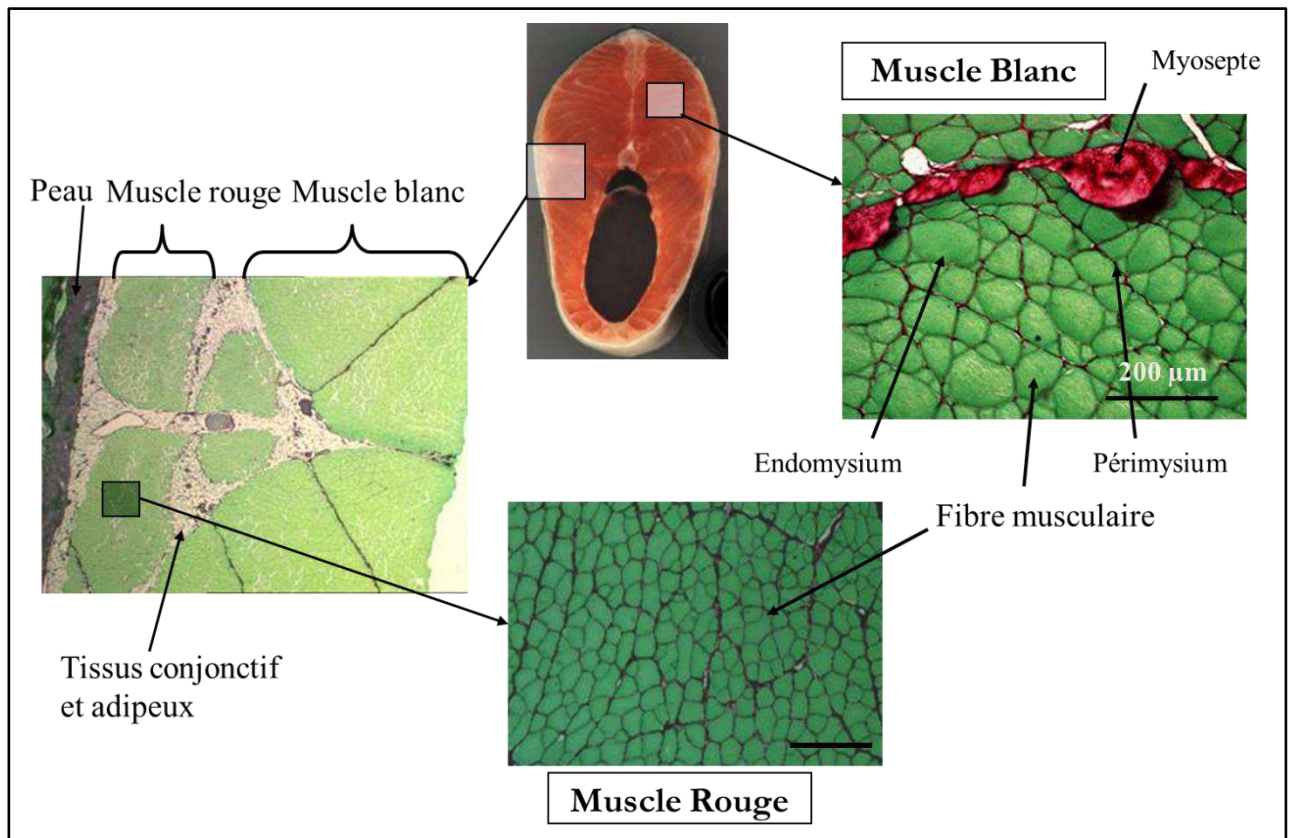 Muscle Blanc
Myosepte
Peau
Muscle rouge
Muscle blanc
200 µm
Endomysium
Périmysium
Fibre musculaire
Tissus conjonctif
et adipeux
Muscle Rouge